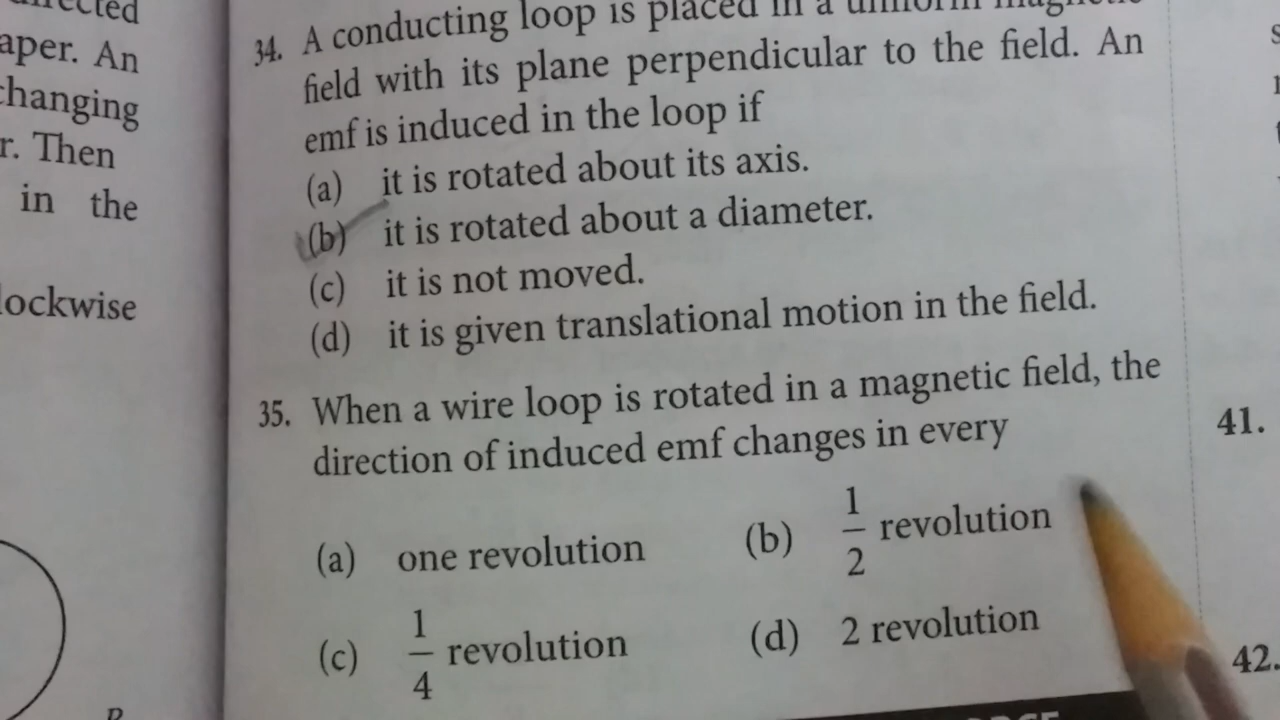 aper. An
changing
r. Then
in the
lockwise
34. A conducting loop is placed in a uniform magnetic
field with its plane perpendicular to the field. An
emf is induced in the loop if
(a) it is rotated about its axis.
(b) it is rotated about a diameter.
(c) it is not moved.
(d) it is given translational motion in the field.
35. When a wire loop is rotated in a magnetic field, the
direction of induced emf changes in every
(a) one revolution (b) 1/2 revolution
(c) 1/4 revolution (d) 2 revolution
41.
42.